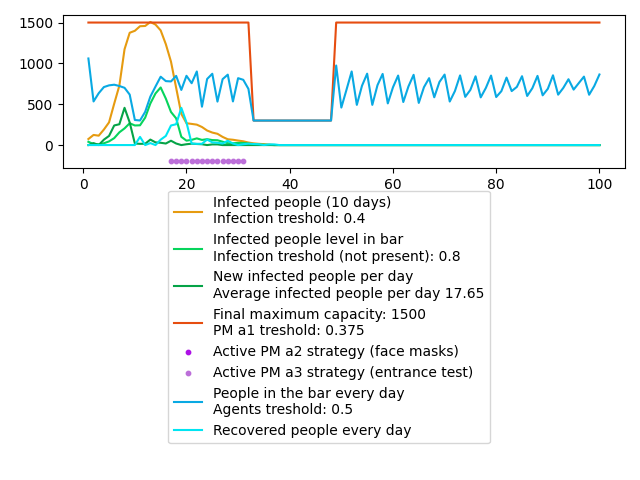 1500
1000
500
0
0 20 40 60 80 100
Infected people (10 days)
Infection treshold: 0.4
Infected people level in bar
Infection treshold (not present): 0.8
New infected people per day
Average infected people per day 17.65
Final maximum capacity: 1500
PM a1 treshold: 0.375
Active PM a2 strategy (face masks)
Active PM a3 strategy (entrance test)
People in the bar every day
Agents treshold: 0.5
Recovered people every day